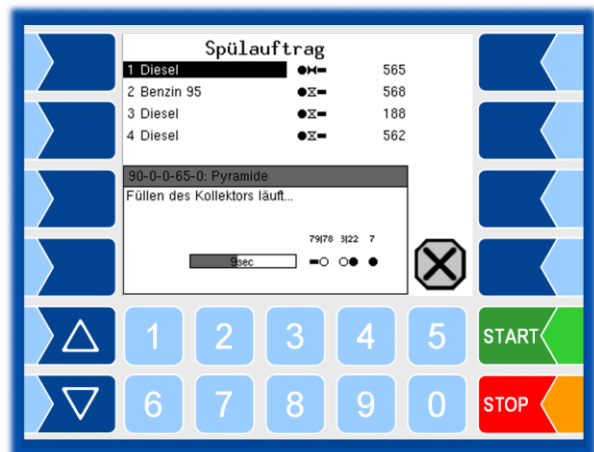 Spülauftrag
1 Diesel 565
2 Benzin 95 568
3 Diesel 188
4 Diesel 562
90-0-0-65-0: Pyramide
Füllen des Kollektors läuft...
79|78 3|22 7
9sec
1 2 3 4 5 START
6 7 8 9 0 STOP